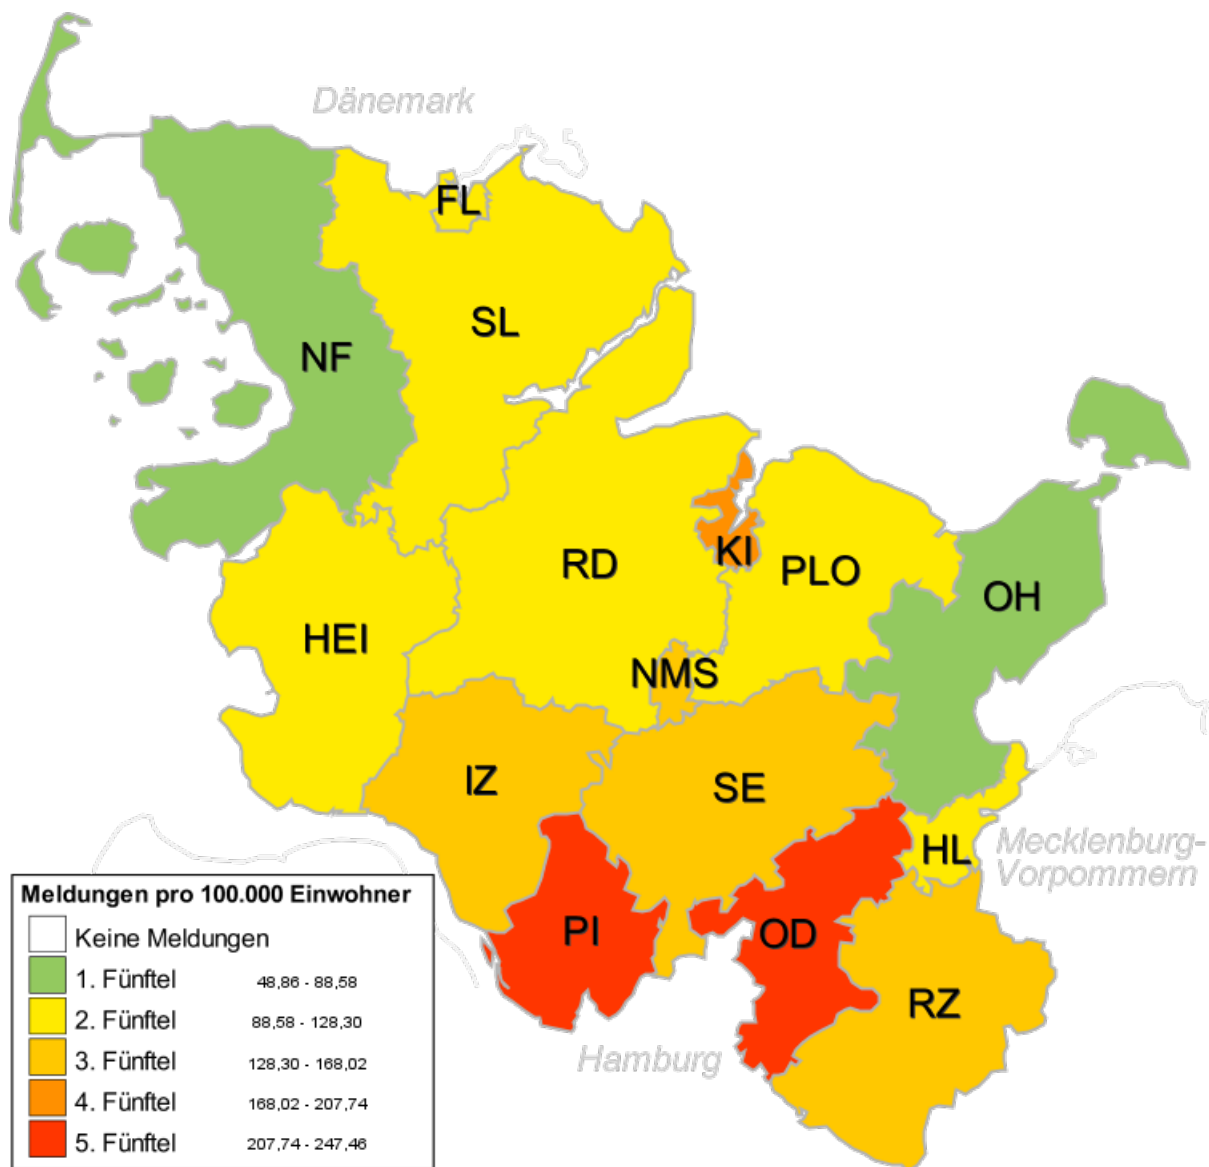 Dänemark
FL
SL
NF
KI
RD
PLO
OH
HEI
NMS
IZ
SE
HL
Mecklenburg-
Vorpommern
PI
OD
RZ
Hamburg
Meldungen pro 100.000 Einwohner
Keine Meldungen
1. Fünftel 48,86 - 88,58
2. Fünftel 88,58 - 128,30
3. Fünftel 128,30 - 168,02
4. Fünftel 168,02 - 207,74
5. Fünftel 207,74 - 247,46